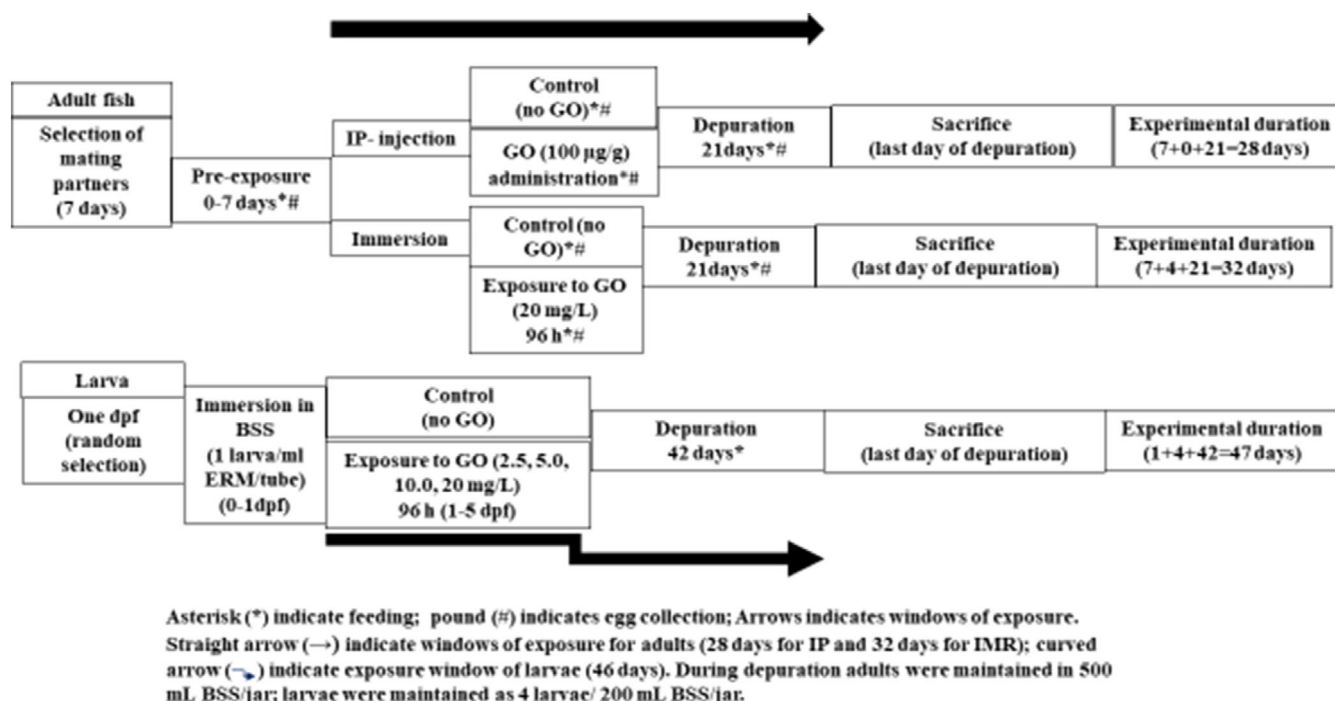 Adult fish
Selection of
mating
partners
(7 days)
Pre-exposure
0-7 days*#
IP- injection
Control
(no GO)*#
GO (100 µg/g)
administration*#
Depuration
21days*#
Sacrifice
(last day of depuration)
Experimental duration
(7+0+21=28 days)
Immersion
Control (no
GO)*#
Exposure to GO
(20 mg/L)
96 h*#
Depuration
21days*#
Sacrifice
(last day of depuration)
Experimental duration
(7+4+21=32 days)
Larva
One dpf
(random
selection)
Immersion in
BSS
(1 larva/ml
ERM/tube)
(0-1dpf)
Control
(no GO)
Exposure to GO (2.5, 5.0,
10.0, 20 mg/L)
96 h (1-5 dpf)
Depuration
42 days*
Sacrifice
(last day of depuration)
Experimental duration
(1+4+42=47 days)
Asterisk (*) indicate feeding; pound (#) indicates egg collection; Arrows indicates windows of exposure.
Straight arrow (→) indicate windows of exposure for adults (28 days for IP and 32 days for IMR); curved
arrow ( ) indicate exposure window of larvae (46 days). During depuration adults were maintained in 500
mL BSS/jar; larvae were maintained as 4 larvae/ 200 mL BSS/jar.